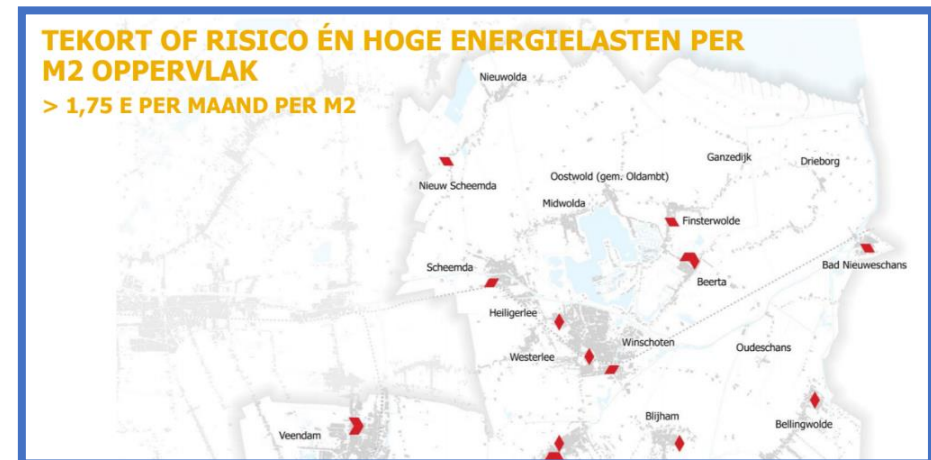 TEKORT OF RISICO ÉN HOGE ENERGIELASTEN PER
M2 OPPERVLAK
> 1,75 E PER MAAND PER M2
Nieuwolda
Ganzedijk
Drieborg
Nieuw Scheemda
Oostwold (gem. Oldambt)
Midwolda
Finsterwolde
Bad Nieuweschans
Scheemda
Beerta
Heiligerlee
Winschoten
Oudeschans
Westerlee
Blijham
Bellingwolde
Veendam